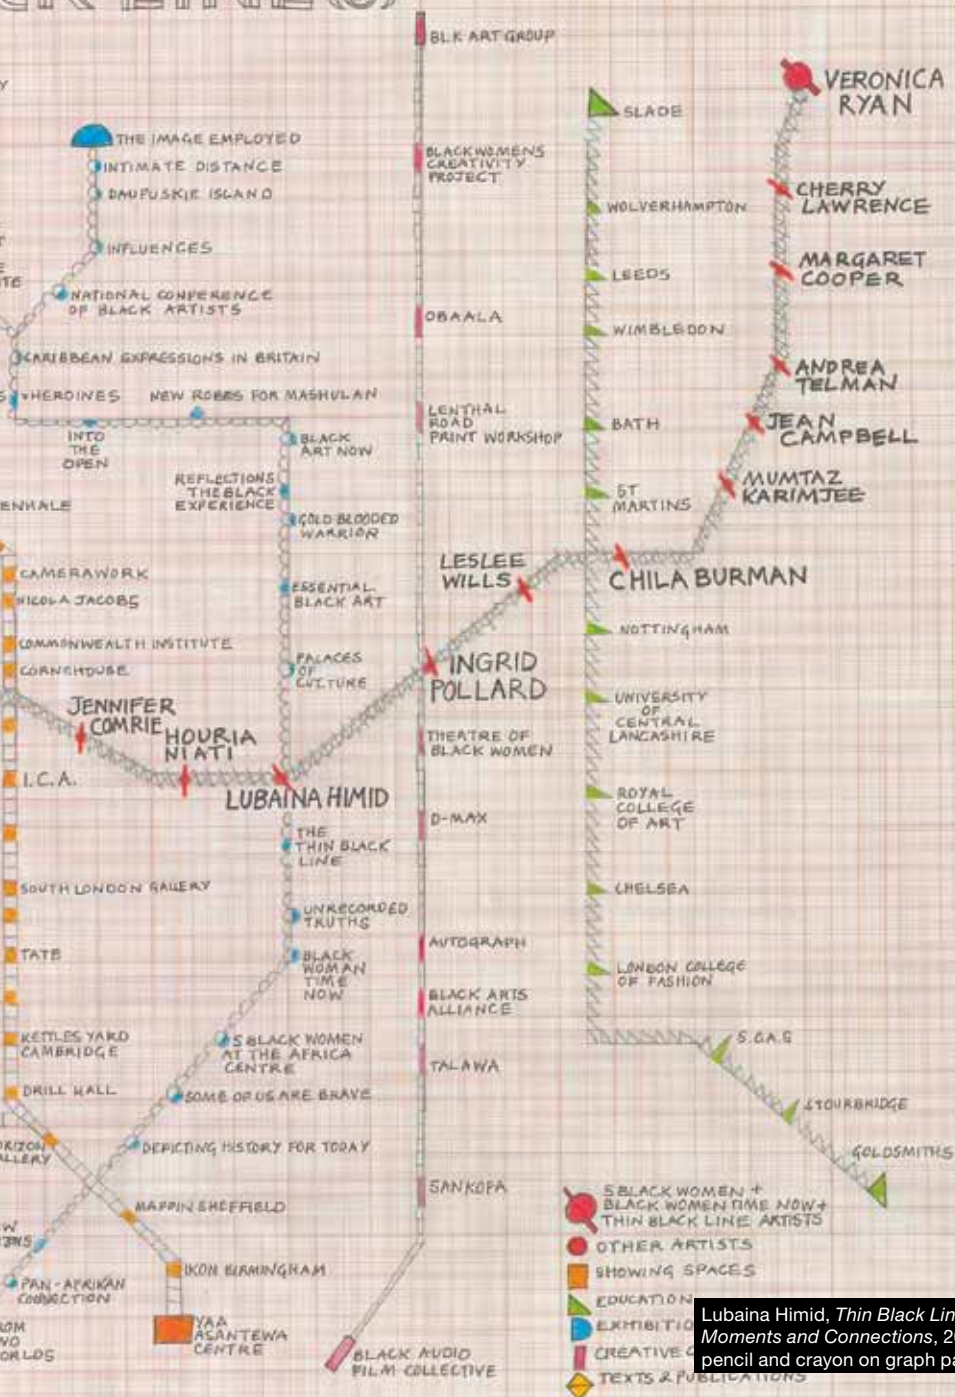 BLK ART GROUP
VERONICA
RYAN
SLADE
THE IMAGE EMPLOYED
INTIMATE DISTANCE
DAUFUSKIE ISLAND
BLACKWOMENS
CREATIVITY
PROJECT
CHERRY
LAWRENCE
WOLVERHAMPTON
INFLUENCES
MARGARET
COOPER
LEEDS
NATIONAL CONFERENCE
OF BLACK ARTISTS
OBAALA
WIMBLEDON
CARIBBEAN EXPRESSIONS IN BRITAIN
ANDREA
TELMAN
HEROINES
NEW ROBES FOR MASHULAN
INTO
THE
OPEN
BLACK
ART NOW
LENTHAL
ROAD
PRINT WORKSHOP
BATH
JEAN
CAMPBELL
REFLECTIONS
THE BLACK
EXPERIENCE
MUMTAZ
KARIMJEE
ST
MARTINS
ENHALE
GOLD BLOODED
WARRIOR
LESLEE
WILLS
CHILA BURMAN
CAMERAWORK
NICOLA JACOBS
ESSENTIAL
BLACK ART
NOTTINGHAM
COMMONWEALTH INSTITUTE
CORNEHOUSE
PALACES
OF
CULTURE
INGRID
POLLARD
UNIVERSITY
OF
CENTRAL
LANCASHIRE
JENNIFER
COMRIE
HOURIA
NIATI
THEATRE OF
BLACK WOMEN
I.C.A.
LUBAINA HIMID
ROYAL
COLLEGE
OF ART
D-MAX
THE
THIN BLACK
LINE
SOUTH LONDON GALLERY
CHELSEA
UNRECORDED
TRUTHS
TATE
BLACK
WOMAN
TIME
NOW
AUTOGRAPH
LONDON COLLEGE
OF FASHION
BLACK ARTS
ALLIANCE
KETTLES YARD
CAMBRIDGE
5 BLACK WOMEN
AT THE AFRICA
CENTRE
S.O.A.S
DRILL HALL
SOME OF US ARE BRAVE
TALAWA
STOURBRIDGE
ORIZON
ALLERY
DEPICTING HISTORY FOR TODAY
GOLDSMITHS
MAPPIN SHEFFIELD
SANKOFA
5 BLACK WOMEN +
BLACK WOMEN TIME NOW +
THIN BLACK LINE ARTISTS
OTHER ARTISTS
PAN-AFRIKAN
CONNECTION
IKON BIRMINGHAM
SHOWING SPACES
EDUCATION
YAA
ASANTEWA
CENTRE
EXHIBITIO
BLACK AUDIO
FILM COLLECTIVE
CREATIVE
TEXTS & PUBLICATIONS
Lubaina Himid, Thin Black Lin
Moments and Connections, 2
pencil and crayon on graph pa